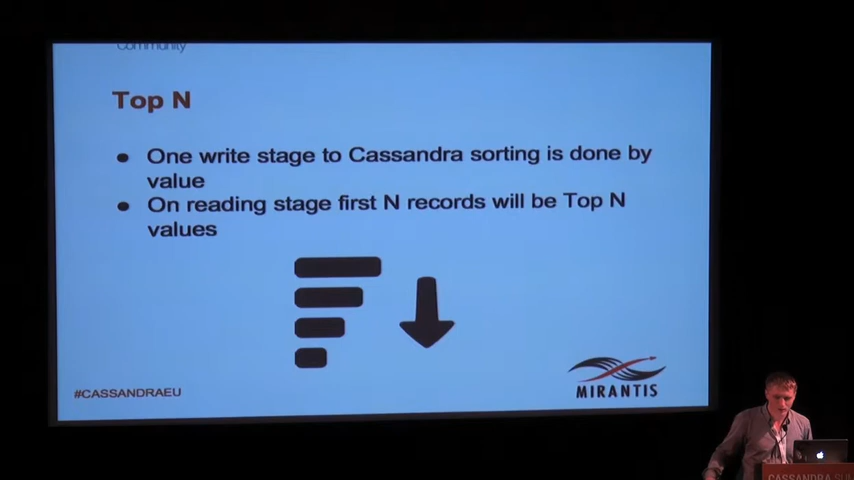 Community
Top N
● One write stage to Cassandra sorting is done by
value
● On reading stage first N records will be Top N
values
#CASSANDRAEU
MIRANTIS
CASSANDRA SU